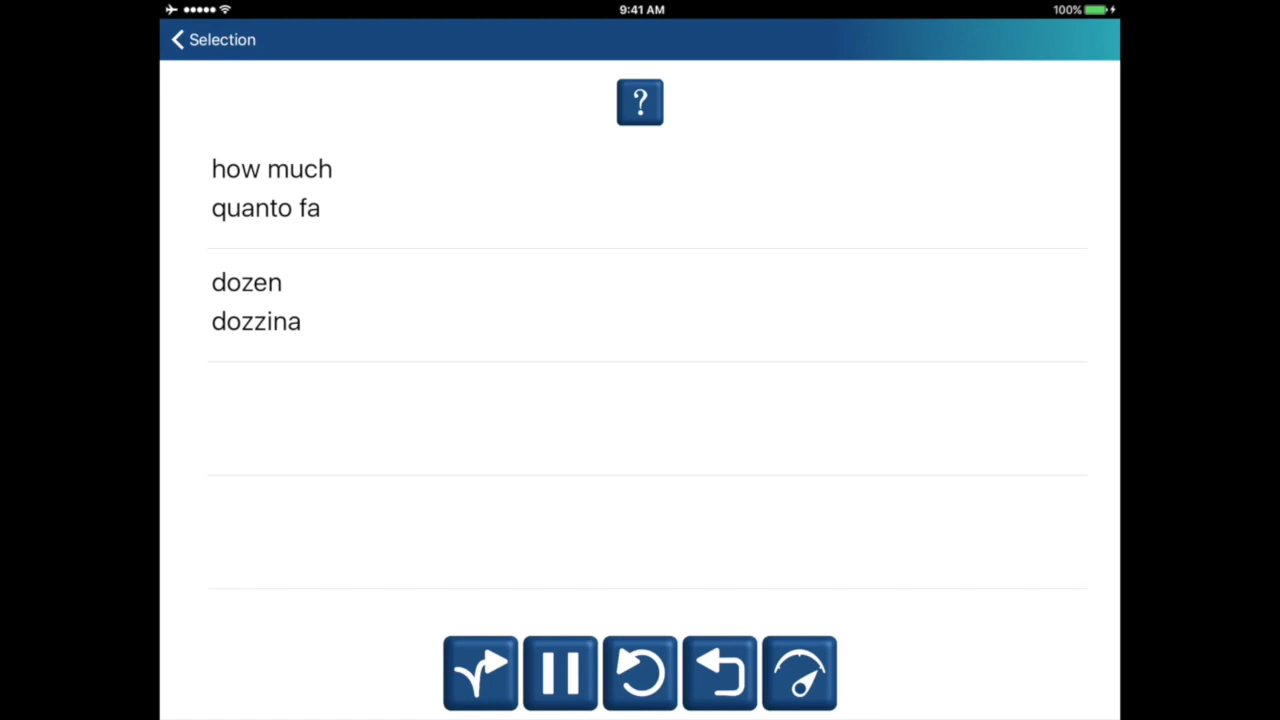 9:41 AM
100%
Selection
?
how much
quanto fa
dozen
dozzina